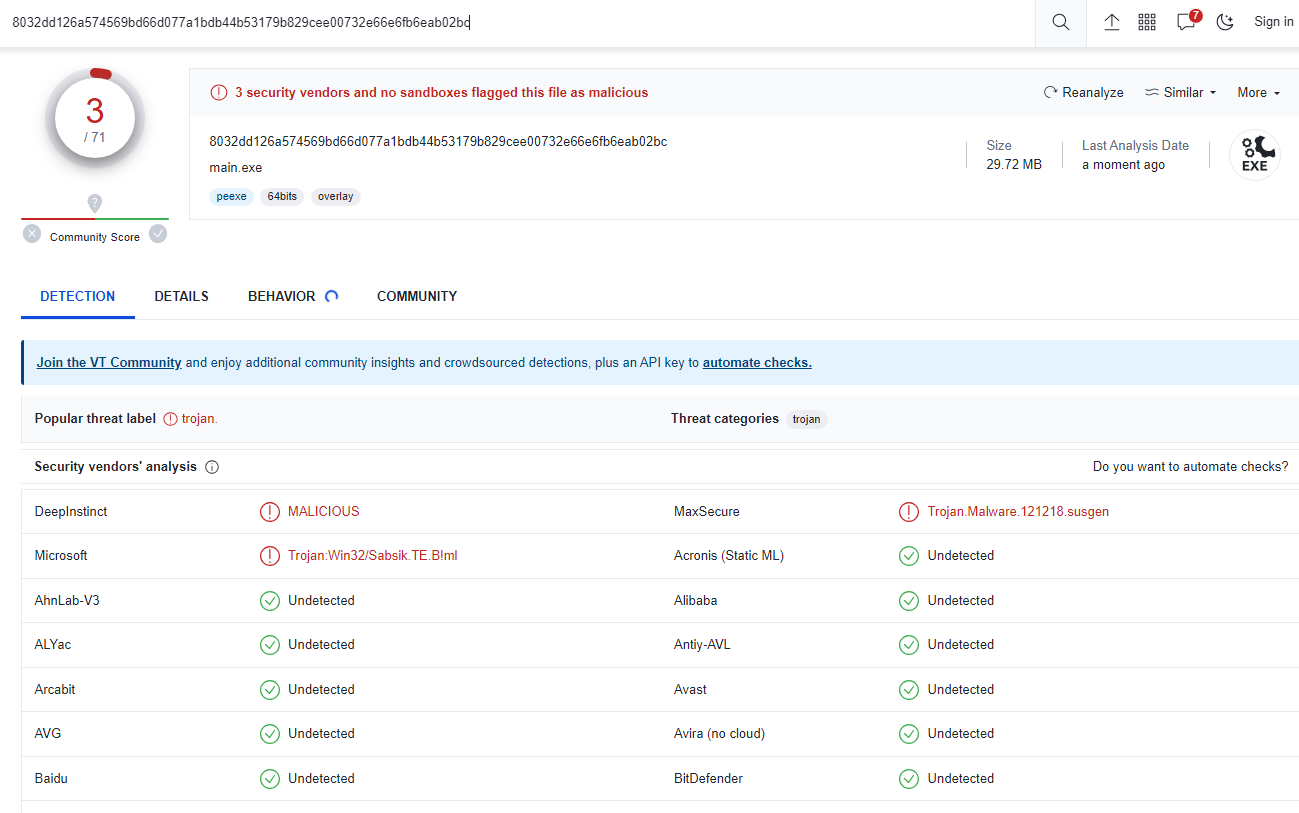 8032dd126a574569bd66d077a1bdb44b53179b829cee00732e66e6fb6eab02bc
7
Sign in
3
/ 71
Community Score
3 security vendors and no sandboxes flagged this file as malicious
Reanalyze
Similar
More
8032dd126a574569bd66d077a1bdb44b53179b829cee00732e66e6fb6eab02bc
main.exe
peexe 64bits overlay
Size
29.72 MB
Last Analysis Date
a moment ago
EXE
DETECTION DETAILS BEHAVIOR COMMUNITY
Join the VT Community and enjoy additional community insights and crowdsourced detections, plus an API key to automate checks.
Popular threat label trojan. Threat categories trojan
Security vendors' analysis Do you want to automate checks?
DeepInstinct MALICIOUS MaxSecure Trojan.Malware.121218.susgen
Microsoft Trojan:Win32/Sabsik.TE.B!ml Acronis (Static ML) Undetected
AhnLab-V3 Undetected Alibaba Undetected
ALYac Undetected Antiy-AVL Undetected
Arcabit Undetected Avast Undetected
AVG Undetected Avira (no cloud) Undetected
Baidu Undetected BitDefender Undetected